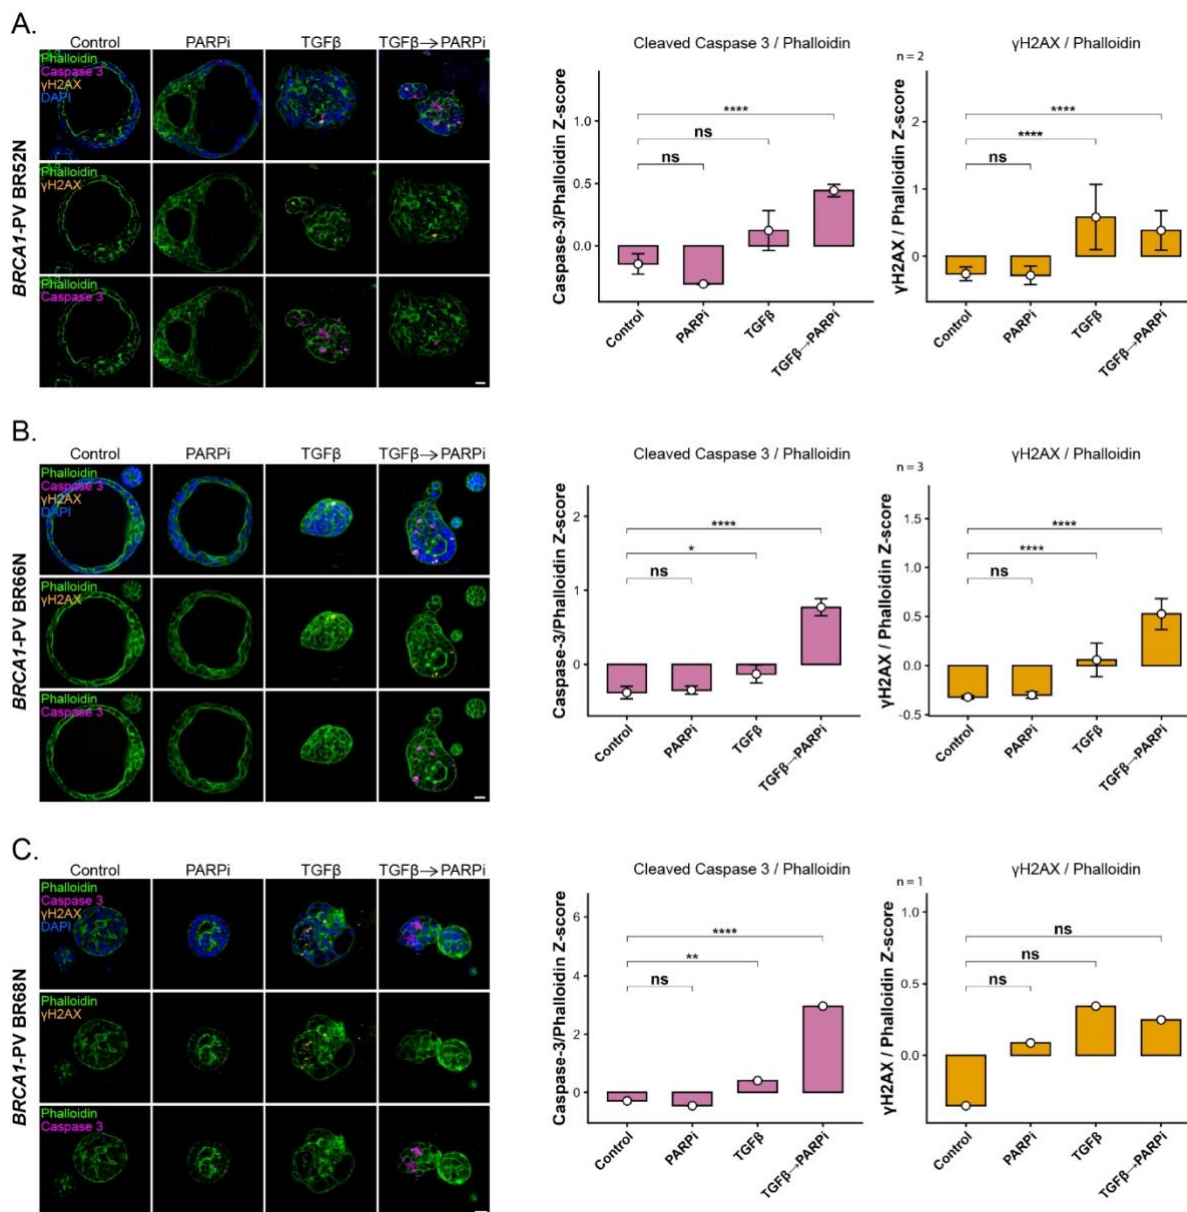 A.
Control PARPi TGFβ TGFβ→PARPi
Phalloidin
Caspase 3
γH2AX
DAPI
Phalloidin
γH2AX
Phalloidin
Caspase 3
BRCA1-PV BR52N
Cleaved Caspase 3 / Phalloidin
Caspase-3/Phalloidin Z-score
1.0
0.5
0.0
ns
ns
****
Control PARPi TGFβ TGFβ→PARPi
γH2AX / Phalloidin
n = 2
γH2AX / Phalloidin Z-score
2
1
0
****
****
ns
Control PARPi TGFβ TGFβ→PARPi
B.
Control PARPi TGFβ TGFβ→PARPi
Phalloidin
Caspase 3
γH2AX
DAPI
Phalloidin
γH2AX
Phalloidin
Caspase 3
BRCA1-PV BR66N
Cleaved Caspase 3 / Phalloidin
Caspase-3/Phalloidin Z-score
2
1
0
****
*
ns
Control PARPi TGFβ TGFβ→PARPi
γH2AX / Phalloidin
n = 3
γH2AX / Phalloidin Z-score
1.5
1.0
0.5
0.0
-0.5
****
****
ns
Control PARPi TGFβ TGFβ→PARPi
C.
Control PARPi TGFβ TGFβ→PARPi
Phalloidin
Caspase 3
γH2AX
DAPI
Phalloidin
γH2AX
Phalloidin
Caspase 3
BRCA1-PV BR68N
Cleaved Caspase 3 / Phalloidin
Caspase-3/Phalloidin Z-score
6
4
2
0
****
**
ns
Control PARPi TGFβ TGFβ→PARPi
γH2AX / Phalloidin
n = 1
γH2AX / Phalloidin Z-score
1.0
0.5
0.0
ns
ns
ns
Control PARPi TGFβ TGFβ→PARPi